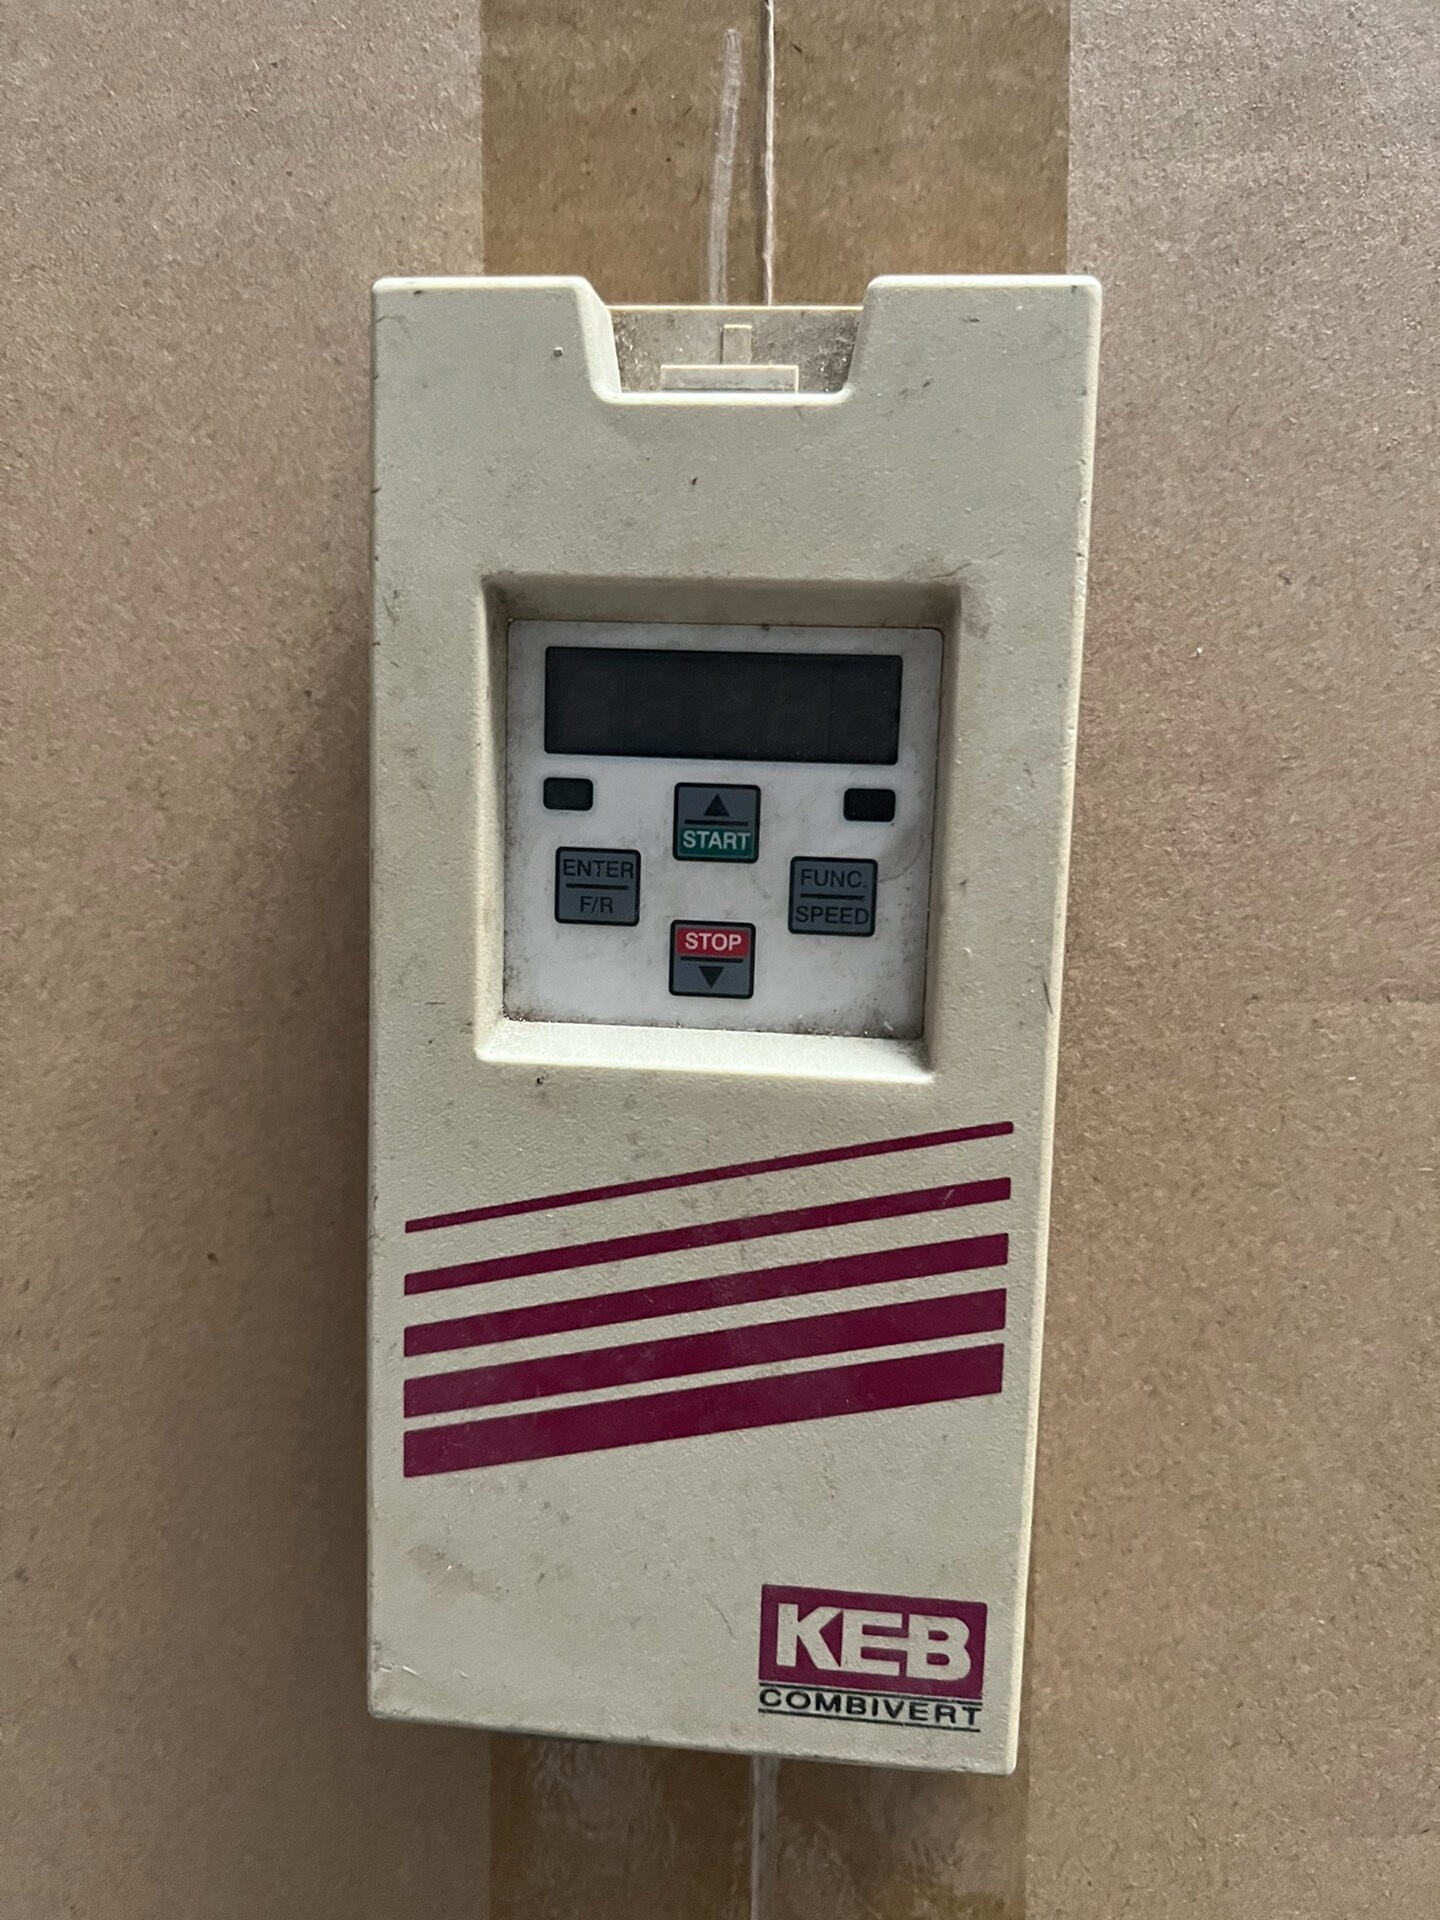 START
ENTER
F/R
FUNC.
SPEED
STOP
KEB
COMBIVERT